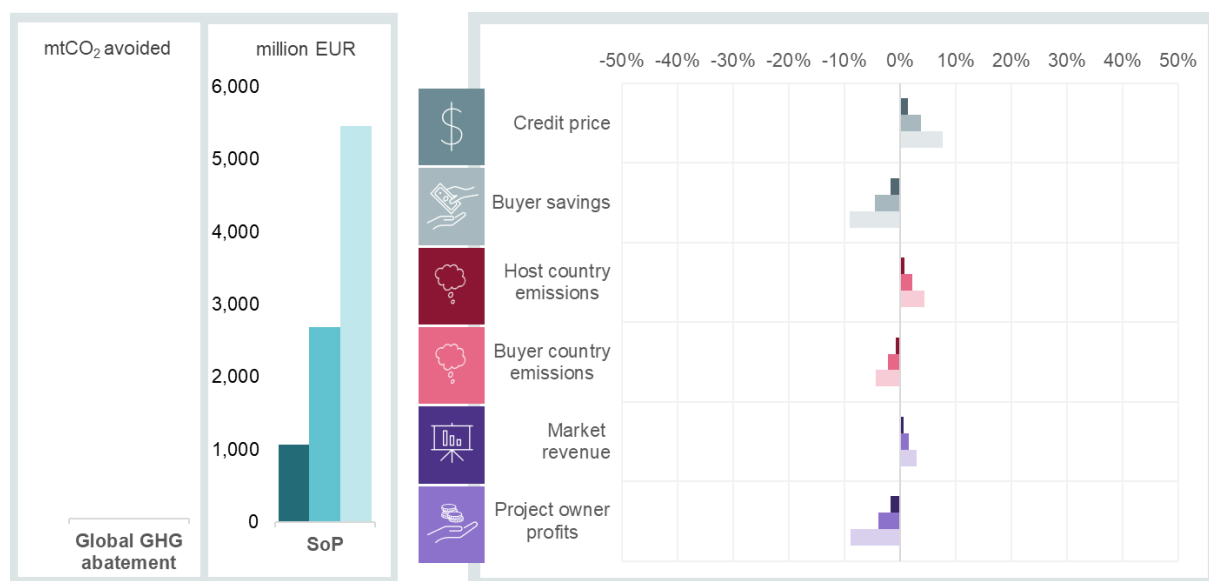 mtCO₂ avoided
Global GHG
abatement
million EUR
6,000
5,000
4,000
3,000
2,000
1,000
0
SoP
-50% -40% -30% -20% -10% 0% 10% 20% 30% 40% 50%
Credit price
Buyer savings
Host country
emissions
Buyer country
emissions
Market
revenue
Project owner
profits